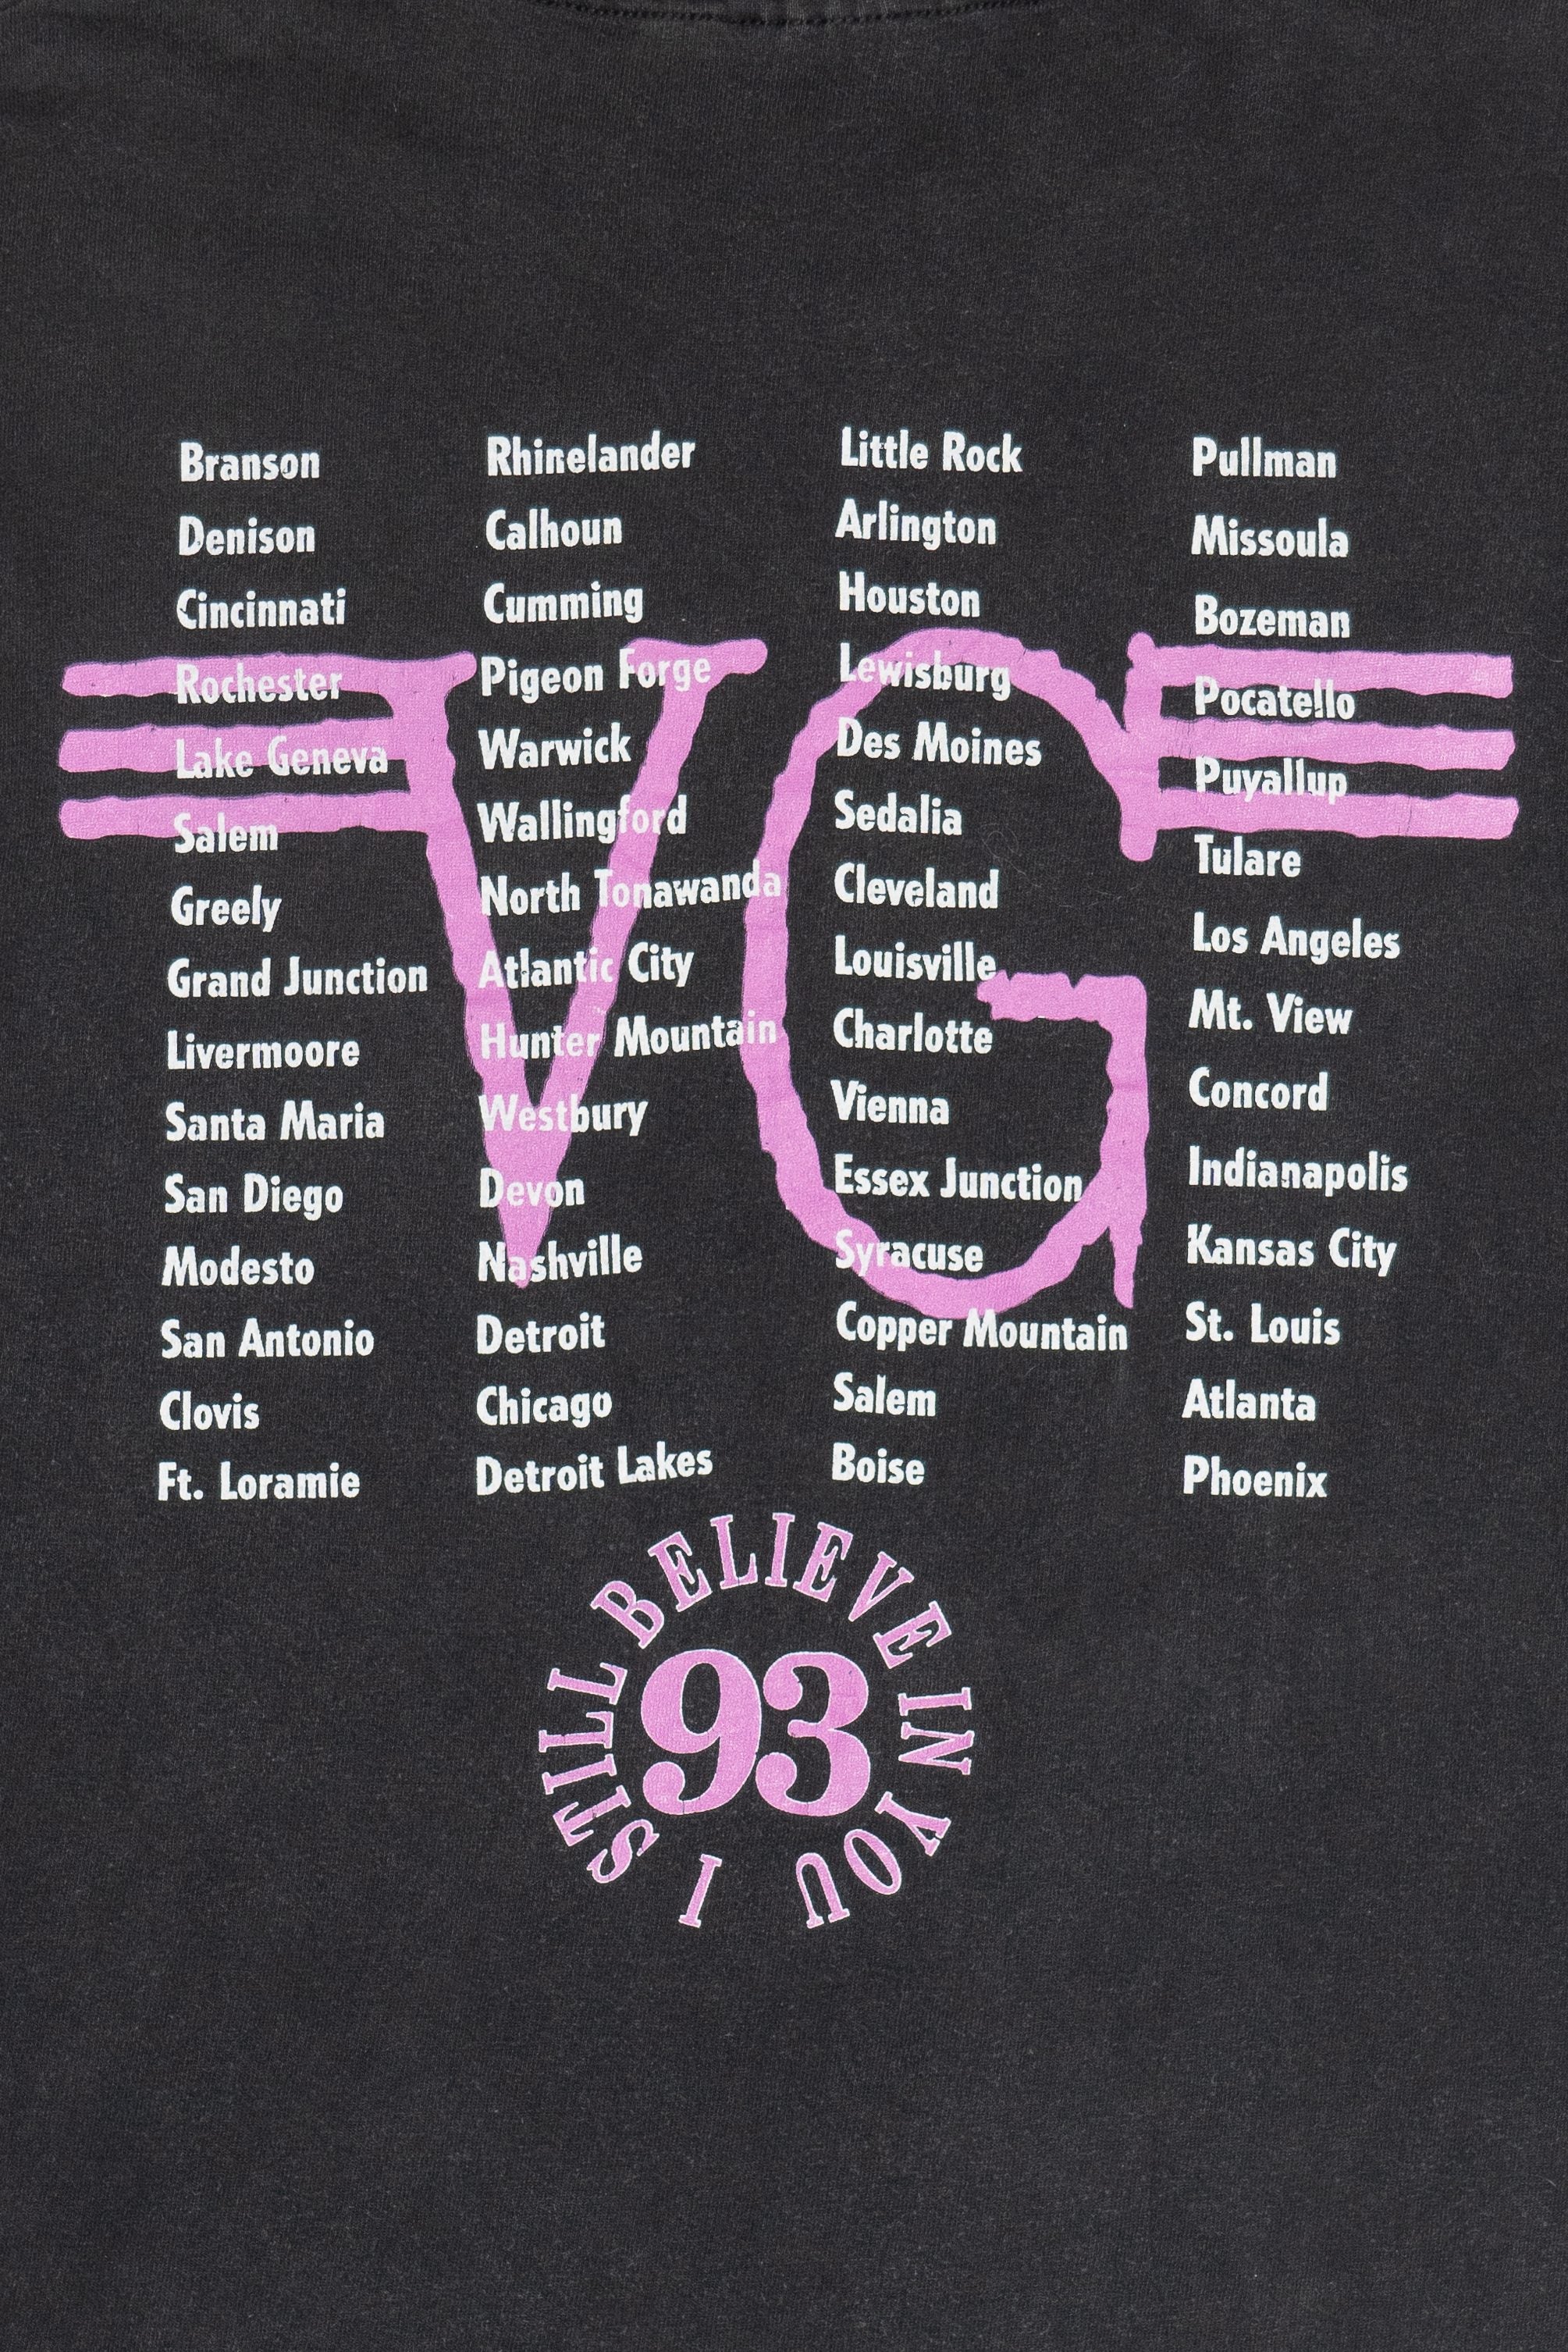 Branson
Denison
Cincinnati
Rochester
Lake Geneva
Salem
Greely
Grand Junction
Livermoore
Santa Maria
San Diego
Modesto
San Antonio
Clovis
Ft. Loramie
Rhinelander
Calhoun
Cumming
Pigeon Forge
Warwick
Wallingford
North Tonawanda
Atlantic City
Hunter Mountain
Westbury
Devon
Nashville
Detroit
Chicago
Detroit Lakes
Little Rock
Arlington
Houston
Lewisburg
Des Moines
Sedalia
Cleveland
Louisville
Charlotte
Vienna
Essex Junction
Syracuse
Copper Mountain
Salem
Boise
Pullman
Missoula
Bozeman
Pocatello
Puyallup
Tulare
Los Angeles
Mt. View
Concord
Indianapolis
Kansas City
St. Louis
Atlanta
Phoenix
VG
I STILL BELIEVE IN YOU
93